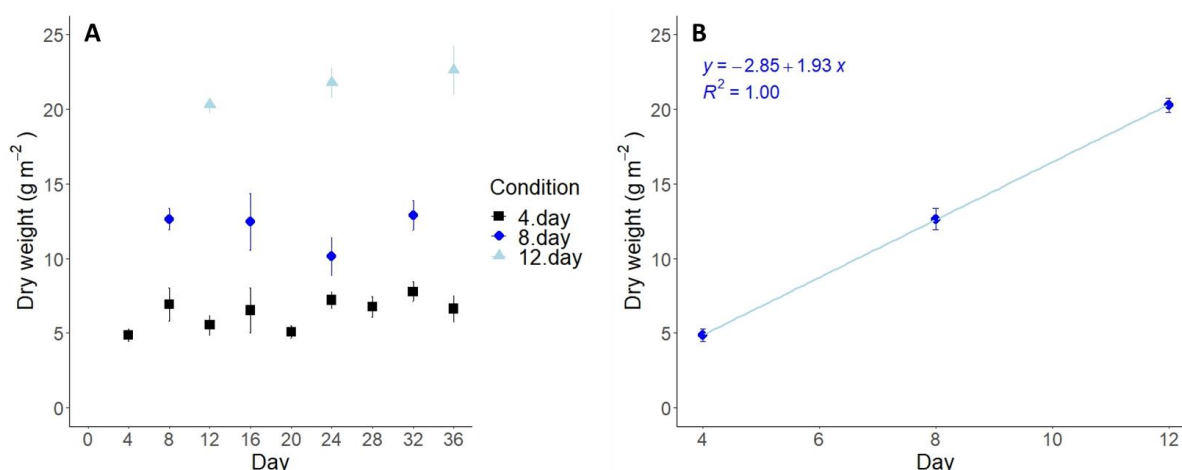 A
Dry weight (g m⁻²)
25
20
15
10
5
0
0 4 8 12 16 20 24 28 32 36
Day
Condition
4.day
8.day
12.day
B
y = −2.85 + 1.93 x
R² = 1.00
Dry weight (g m⁻²)
25
20
15
10
5
0
4 6 8 10 12
Day